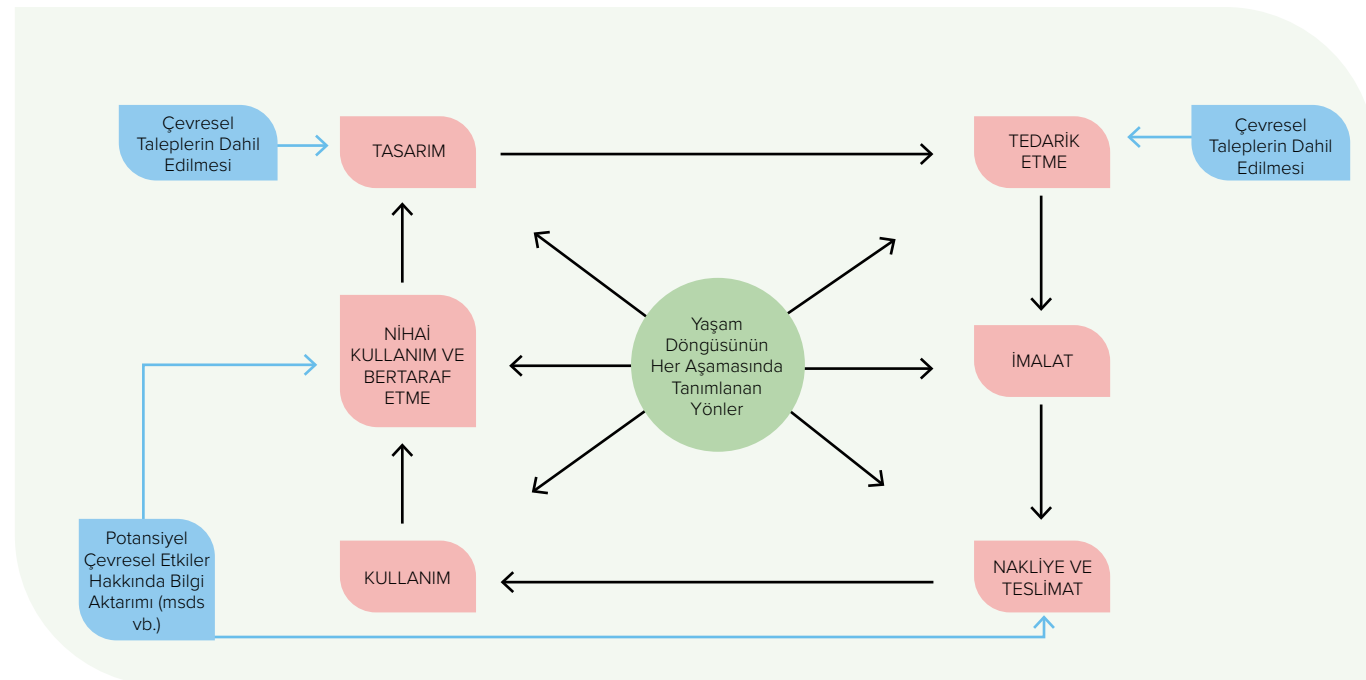 Çevresel
Taleplerin Dahil
Edilmesi
TASARIM
TEDARİK
ETME
Çevresel
Taleplerin Dahil
Edilmesi
NİHAİ
KULLANIM VE
BERTARAF
ETME
Yaşam
Döngüsünün
Her Aşamasında
Tanımlanan
Yönler
İMALAT
Potansiyel
Çevresel Etkiler
Hakkında Bilgi
Aktarımı (msds
vb.)
KULLANIM
NAKLİYE VE
TESLİMAT